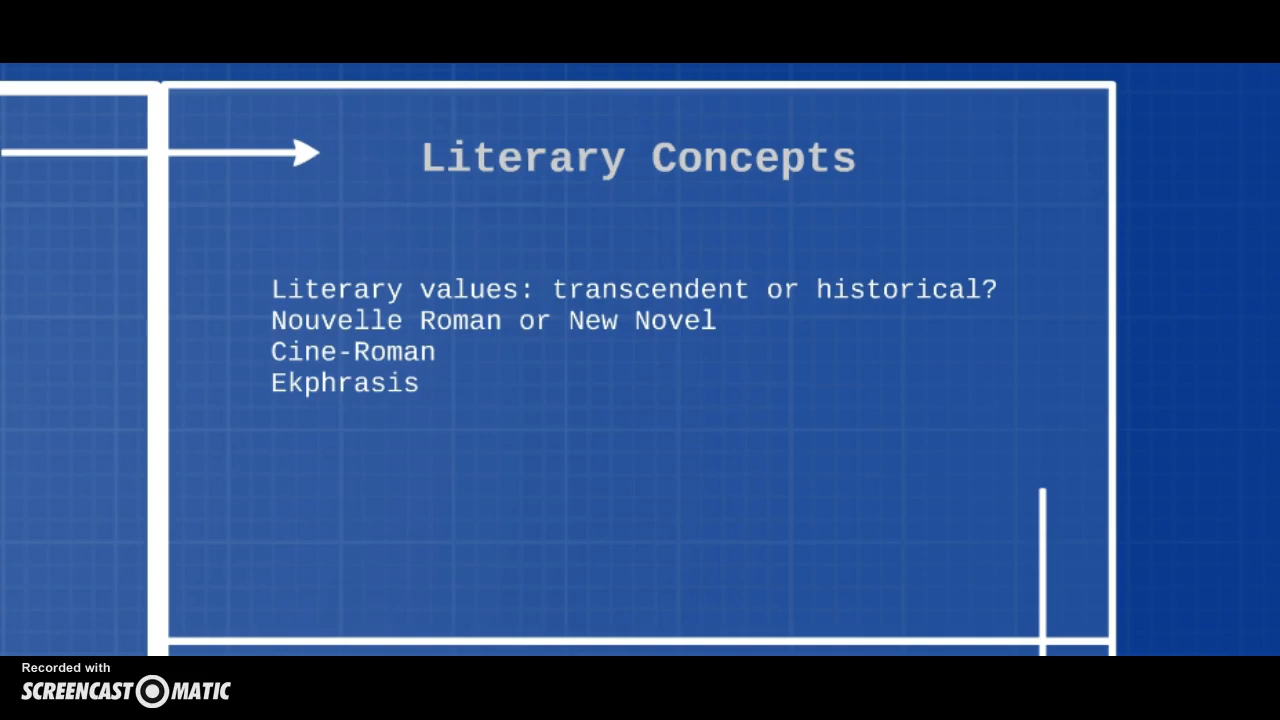 Literary Concepts
Literary values: transcendent or historical?
Nouvelle Roman or New Novel
Cine-Roman
Ekphrasis
Recorded with
SCREENCAST MATIC